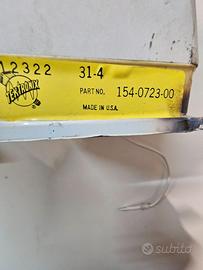 12322 31-4
TEKTRONIX
PART NO. 154-0723-00
MADE IN U.S.A.
subito